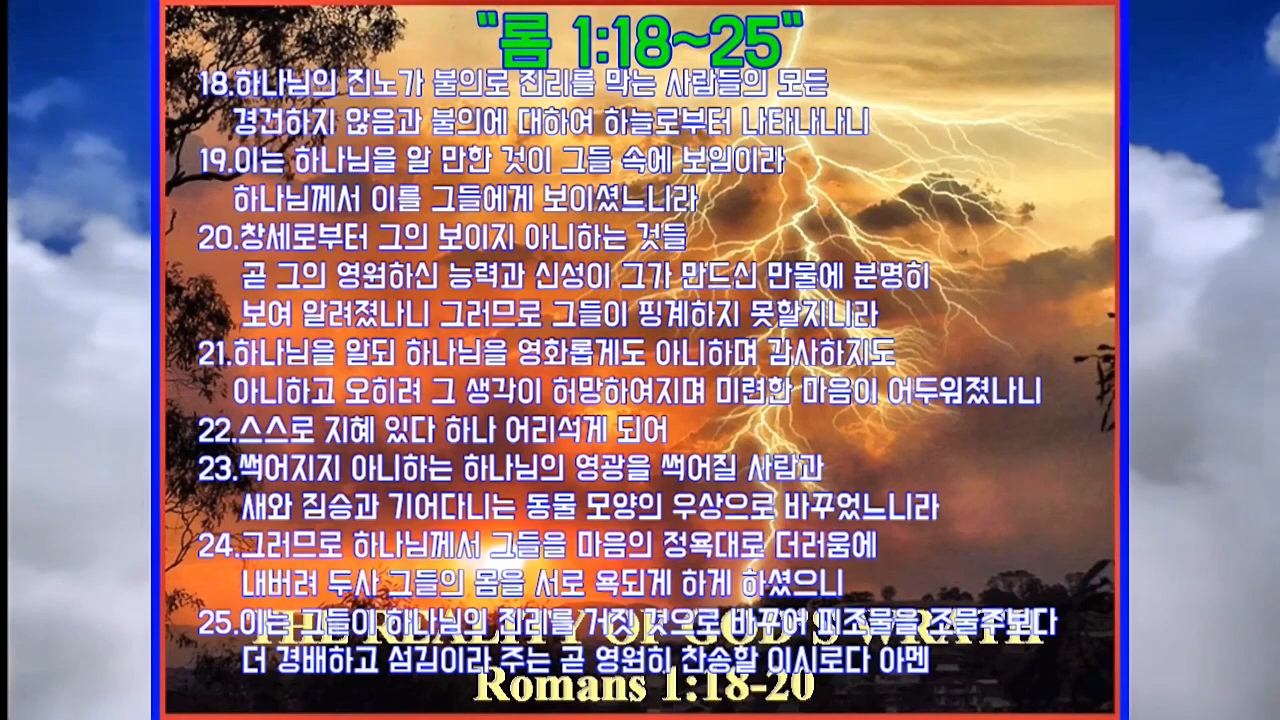 "롬 1:18~25"
18.하나님의 진노가 불의로 진리를 막는 사람들의 모든
경건하지 않음과 불의에 대하여 하늘로부터 나타나나니
19.이는 하나님을 알 만한 것이 그들 속에 보임이라
하나님께서 이를 그들에게 보이셨느니라
20.창세로부터 그의 보이지 아니하는 것들
곧 그의 영원하신 능력과 신성이 그가 만드신 만물에 분명히
보여 알려졌나니 그러므로 그들이 핑계하지 못할지니라
21.하나님을 알되 하나님을 영화롭게도 아니하며 감사하지도
아니하고 오히려 그 생각이 허망하여지며 미련한 마음이 어두워졌나니
22.스스로 지혜 있다 하나 어리석게 되어
23.썩어지지 아니하는 하나님의 영광을 썩어질 사람과
새와 짐승과 기어다니는 동물 모양의 우상으로 바꾸었느니라
24.그러므로 하나님께서 그들을 마음의 정욕대로 더러움에
내버려 두사 그들의 몸을 서로 욕되게 하게 하셨으니
25.이는 그들이 하나님의 진리를 거짓 것으로 바꾸어 피조물을 조물주보다
THE REALITY OF GOD'S WRATH
더 경배하고 섬김이라 주는 곧 영원히 찬송할 이시로다 아멘
Romans 1:18-20